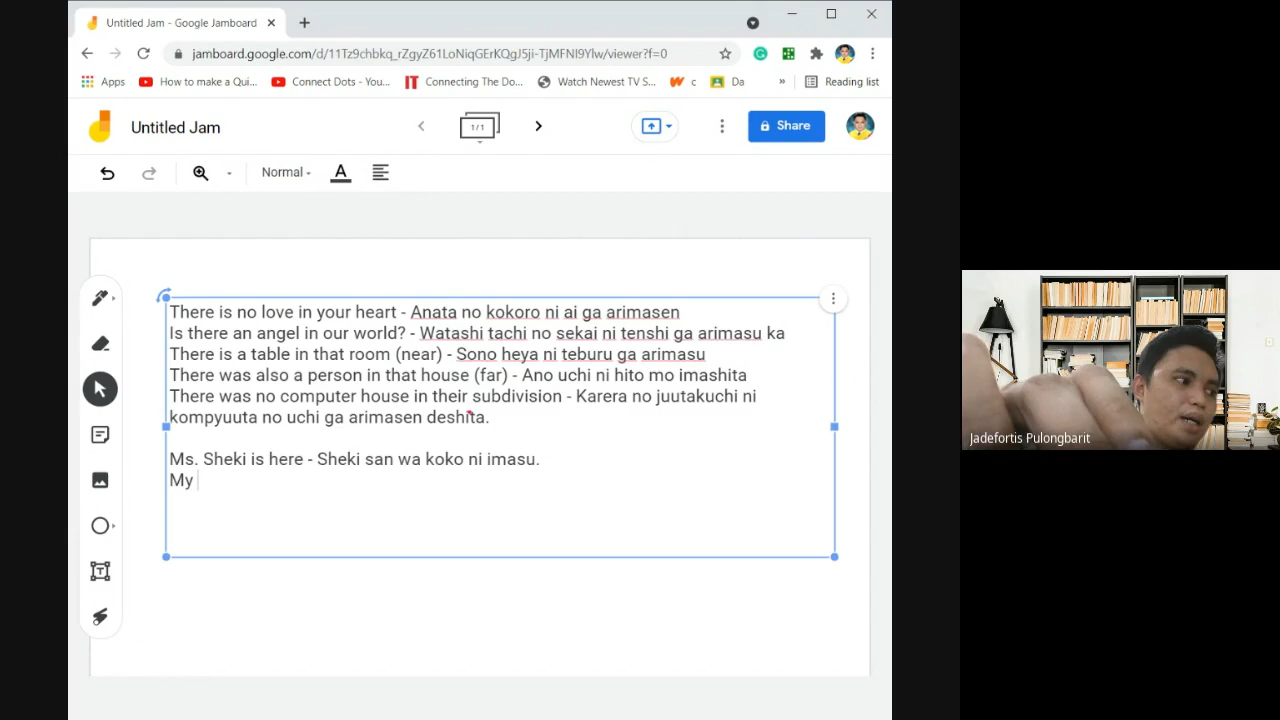 Untitled Jam - Google Jamboard
jamboard.google.com/d/11Tz9chbkq_rZgyZ61LoNiqGErKQgJ5ji-TjMFNI9Ylw/viewer?f=0
Apps How to make a Qui... Connect Dots - You... Connecting The Do... Watch Newest TV S... c Da » Reading list
Untitled Jam 1/1 Share
Normal A
There is no love in your heart - Anata no kokoro ni ai ga arimasen
Is there an angel in our world? - Watashi tachi no sekai ni tenshi ga arimasu ka
There is a table in that room (near) - Sono heya ni teburu ga arimasu
There was also a person in that house (far) - Ano uchi ni hito mo imashita
There was no computer house in their subdivision - Karera no juutakuchi ni
kompyuuta no uchi ga arimasen deshita.
Ms. Sheki is here - Sheki san wa koko ni imasu.
My
Jadefortis Pulongbarit